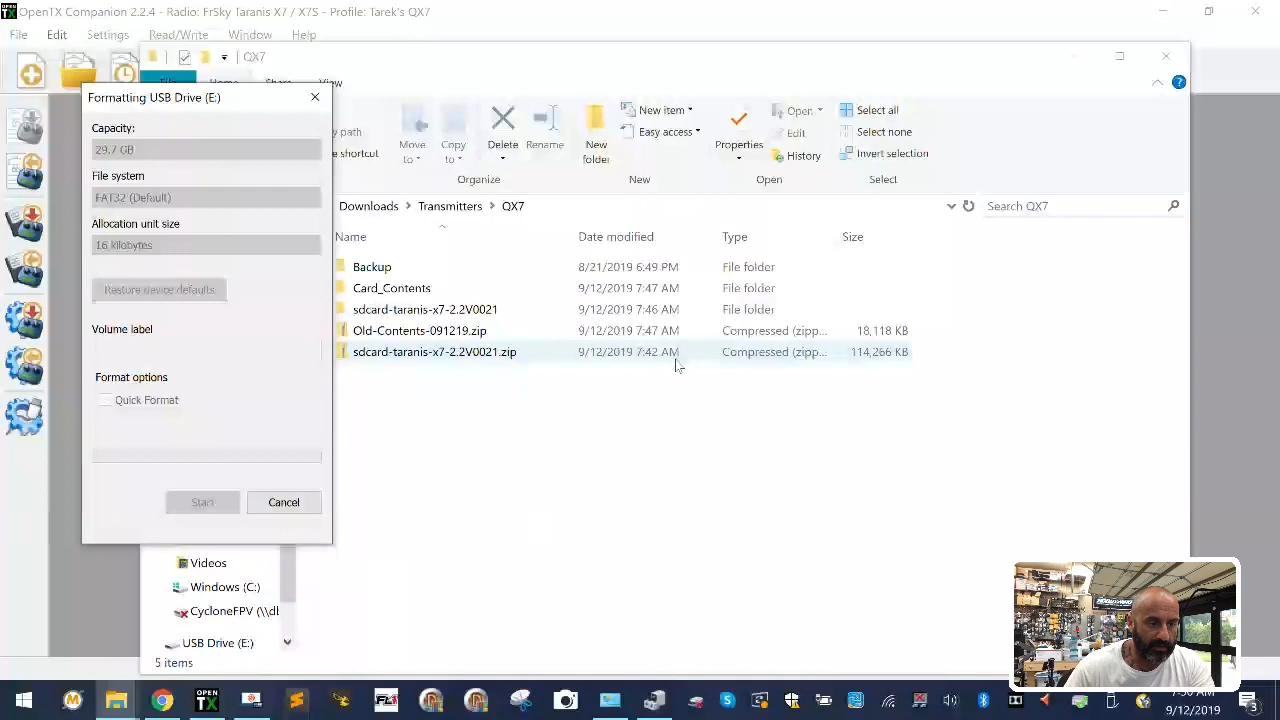 OpenTX Companion 2.2.4 - Radio: FrSky Taranis X7 / X7S - Profile: Tarek's QX7
File Edit Settings Read/Write Window Help
QX7
View
Formatting USB Drive (E:)
Capacity:
29.7 GB
File system
FAT32 (Default)
Allocation unit size
16 kilobytes
Restore device defaults
Volume label
Format options
Quick Format
Start Cancel
Move to
Copy to
Delete
Rename
New folder
New item
Easy access
Properties
Open
Edit
History
Select all
Select none
Invert selection
Organize New Open Select
Downloads > Transmitters > QX7
Search QX7
Name Date modified Type Size
Backup 8/21/2019 6:49 PM File folder
Card_Contents 9/12/2019 7:47 AM File folder
sdcard-taranis-x7-2.2V0021 9/12/2019 7:46 AM File folder
Old-Contents-091219.zip 9/12/2019 7:47 AM Compressed (zipp... 18,118 KB
sdcard-taranis-x7-2.2V0021.zip 9/12/2019 7:42 AM Compressed (zipp... 114,266 KB
Videos
Windows (C:)
CycloneFPV (\\dl
USB Drive (E:)
5 items
OPEN TX
9/12/2019